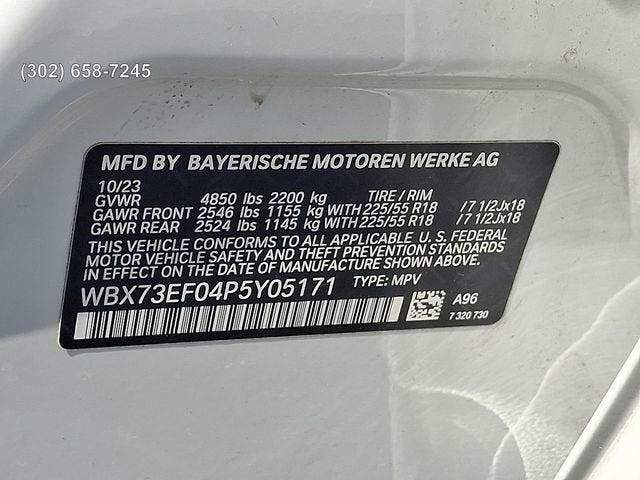 (302) 658-7245
MFD BY BAYERISCHE MOTOREN WERKE AG
10/23
GVWR 4850 lbs 2200 kg TIRE / RIM
GAWR FRONT 2546 lbs 1155 kg WITH 225/55 R18 /7 1/2Jx18
GAWR REAR 2524 lbs 1145 kg WITH 225/55 R18 /7 1/2Jx18
THIS VEHICLE CONFORMS TO ALL APPLICABLE U.S. FEDERAL
MOTOR VEHICLE SAFETY AND THEFT PREVENTION STANDARDS
IN EFFECT ON THE DATE OF MANUFACTURE SHOWN ABOVE.
WBX73EF04P5Y05171 TYPE: MPV
A96
7 320 730